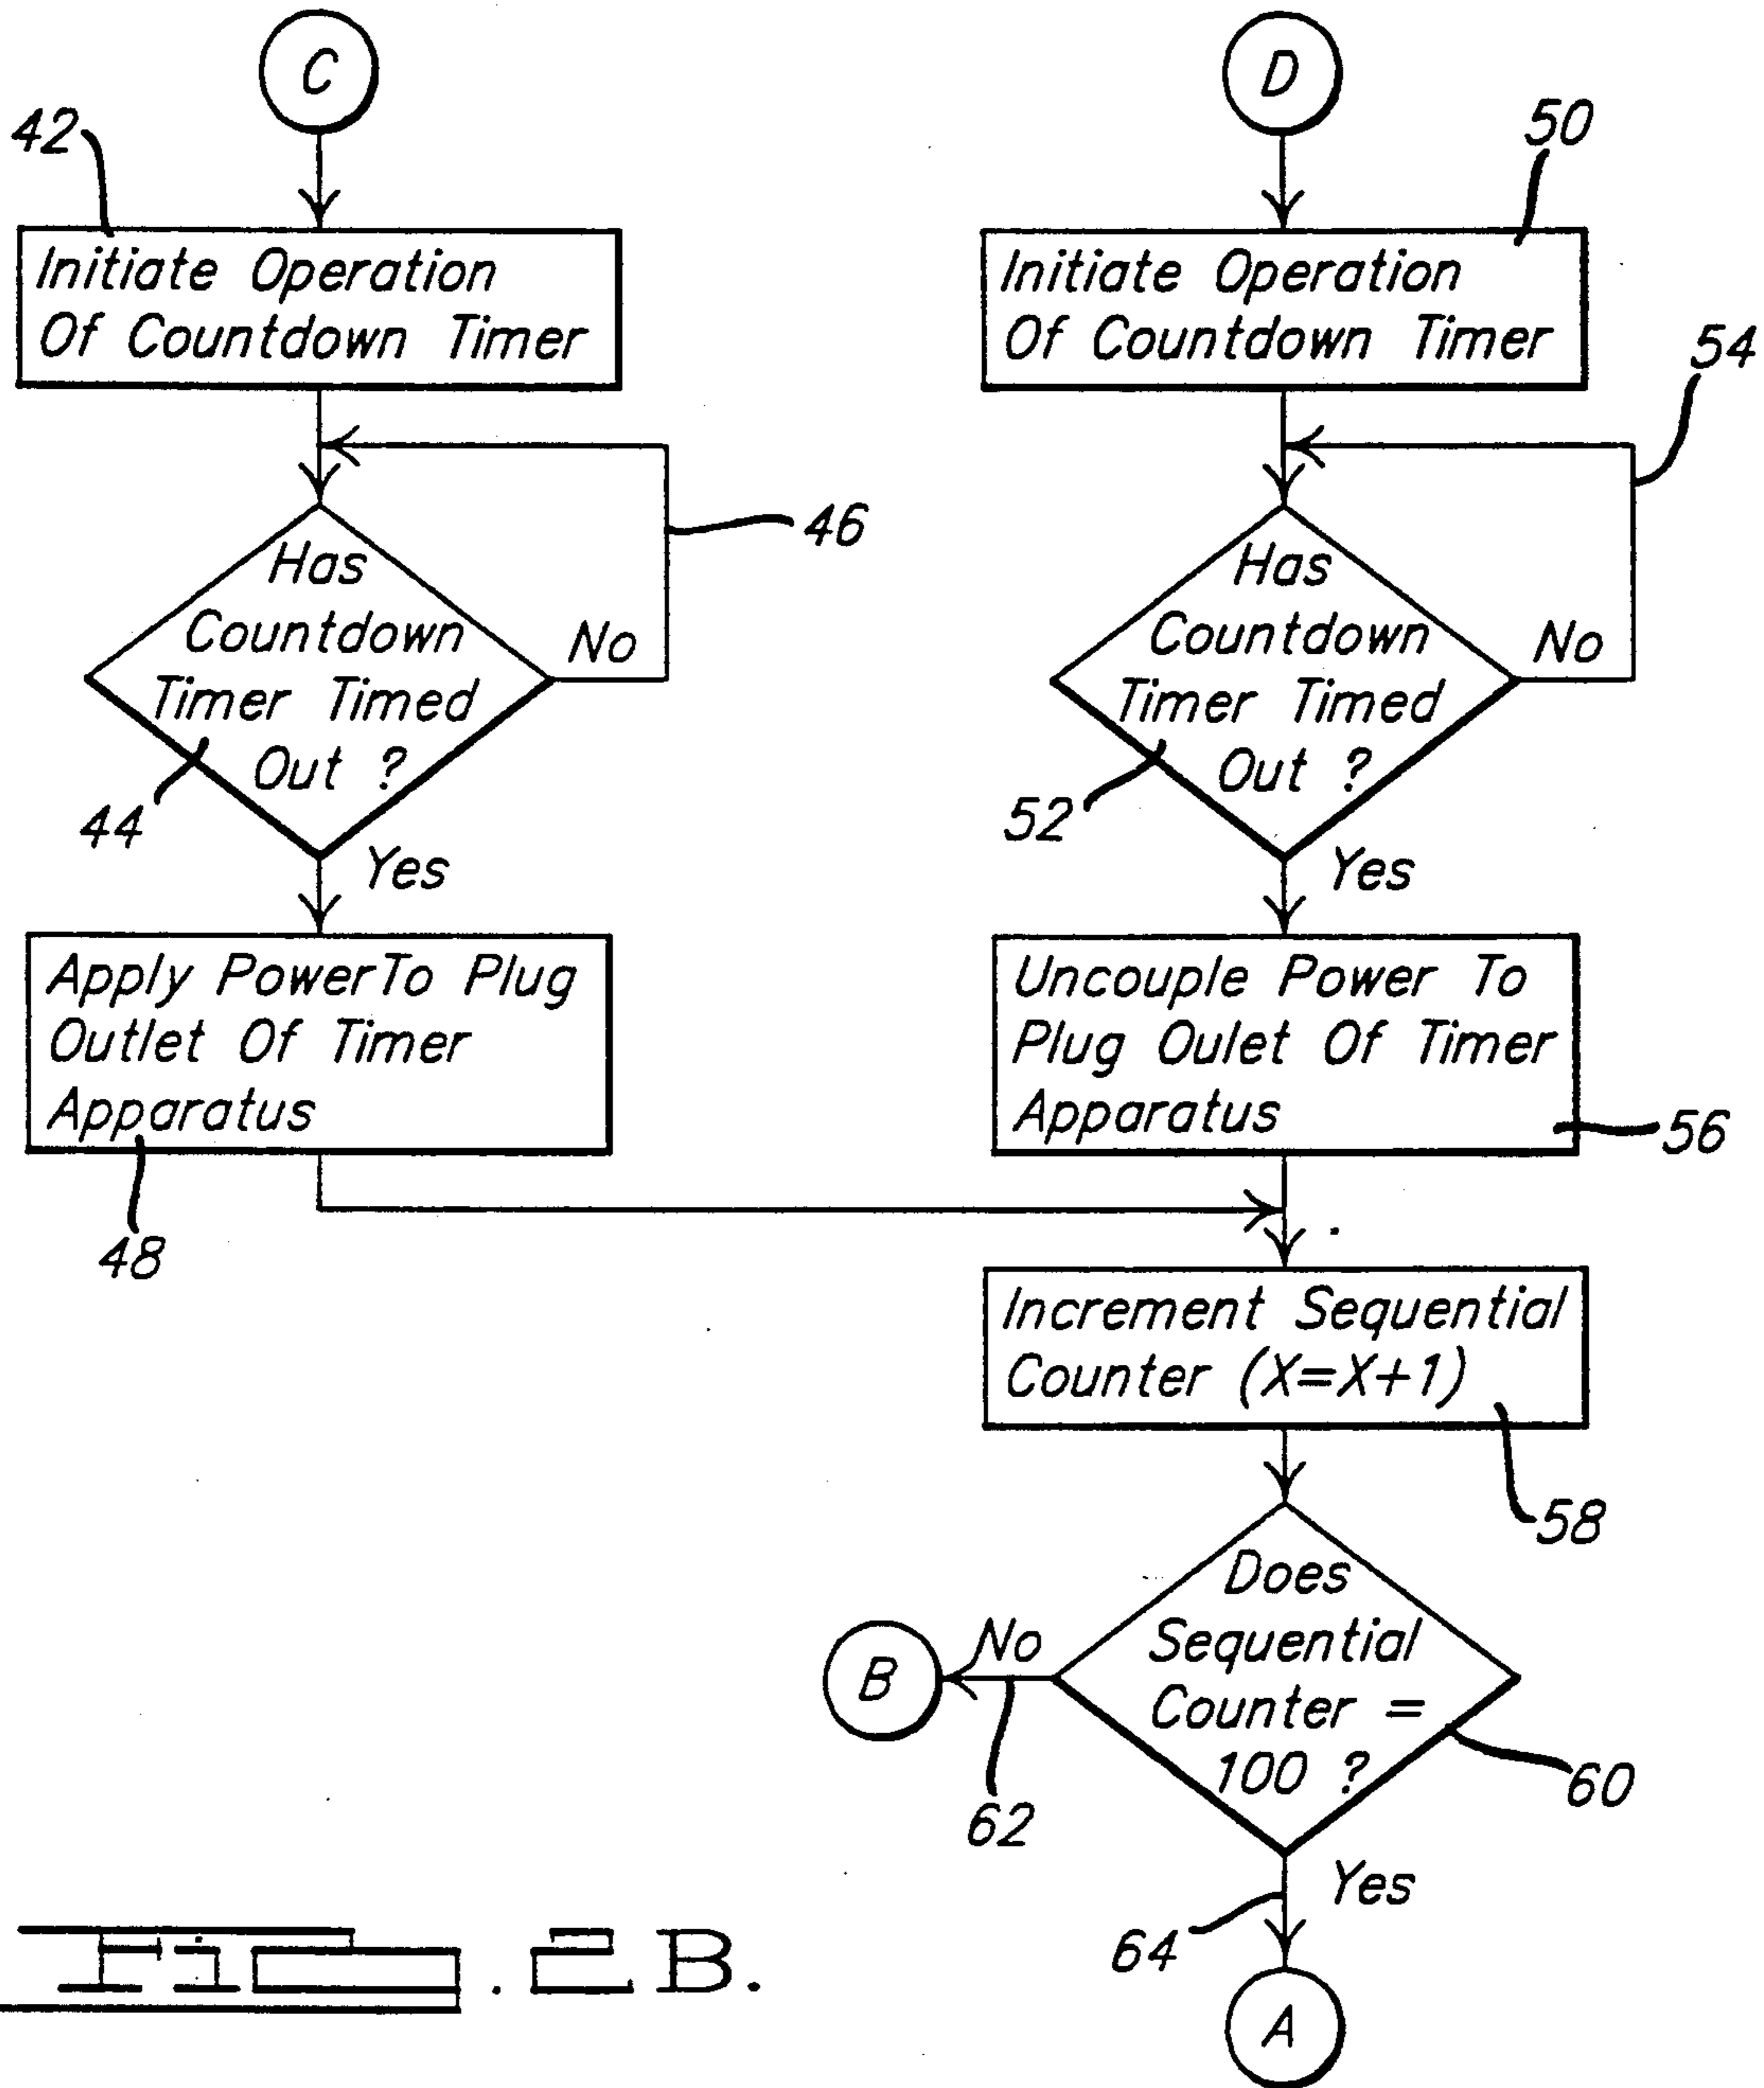 C
42
Initiate Operation
Of Countdown Timer
46
Has
Countdown
Timer Timed
Out ?
No
44
Yes
Apply PowerTo Plug
Outlet Of Timer
Apparatus
48
D
50
Initiate Operation
Of Countdown Timer
54
Has
Countdown
Timer Timed
Out ?
No
52
Yes
Uncouple Power To
Plug Oulet Of Timer
Apparatus
56
Increment Sequential
Counter (X=X+1)
58
Does
Sequential
Counter =
100 ?
60
No
B
62
Yes
64
A
Fig. 2B.